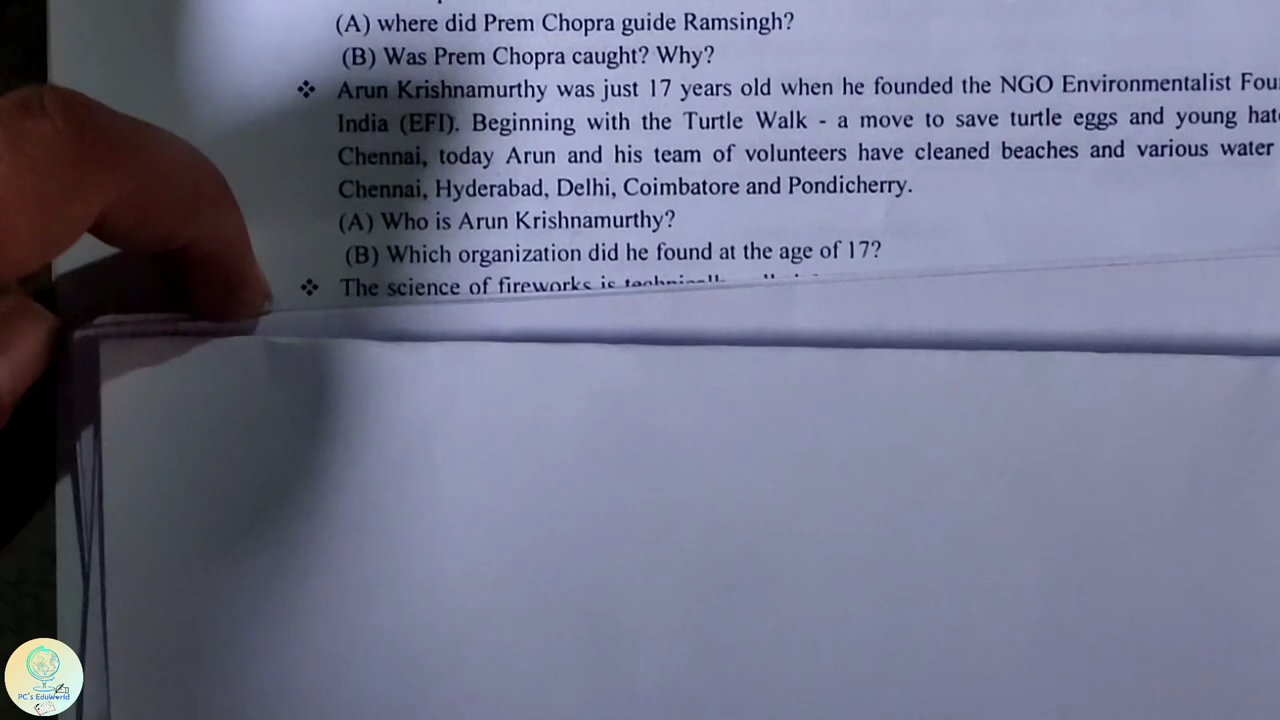 (A) where did Prem Chopra guide Ramsingh?
(B) Was Prem Chopra caught? Why?
❖ Arun Krishnamurthy was just 17 years old when he founded the NGO Environmentalist
India (EFI). Beginning with the Turtle Walk - a move to save turtle eggs and young
Chennai, today Arun and his team of volunteers have cleaned beaches and various water
Chennai, Hyderabad, Delhi, Coimbatore and Pondicherry.
(A) Who is Arun Krishnamurthy?
(B) Which organization did he found at the age of 17?
❖ The science of fireworks is
PC's EduWorld